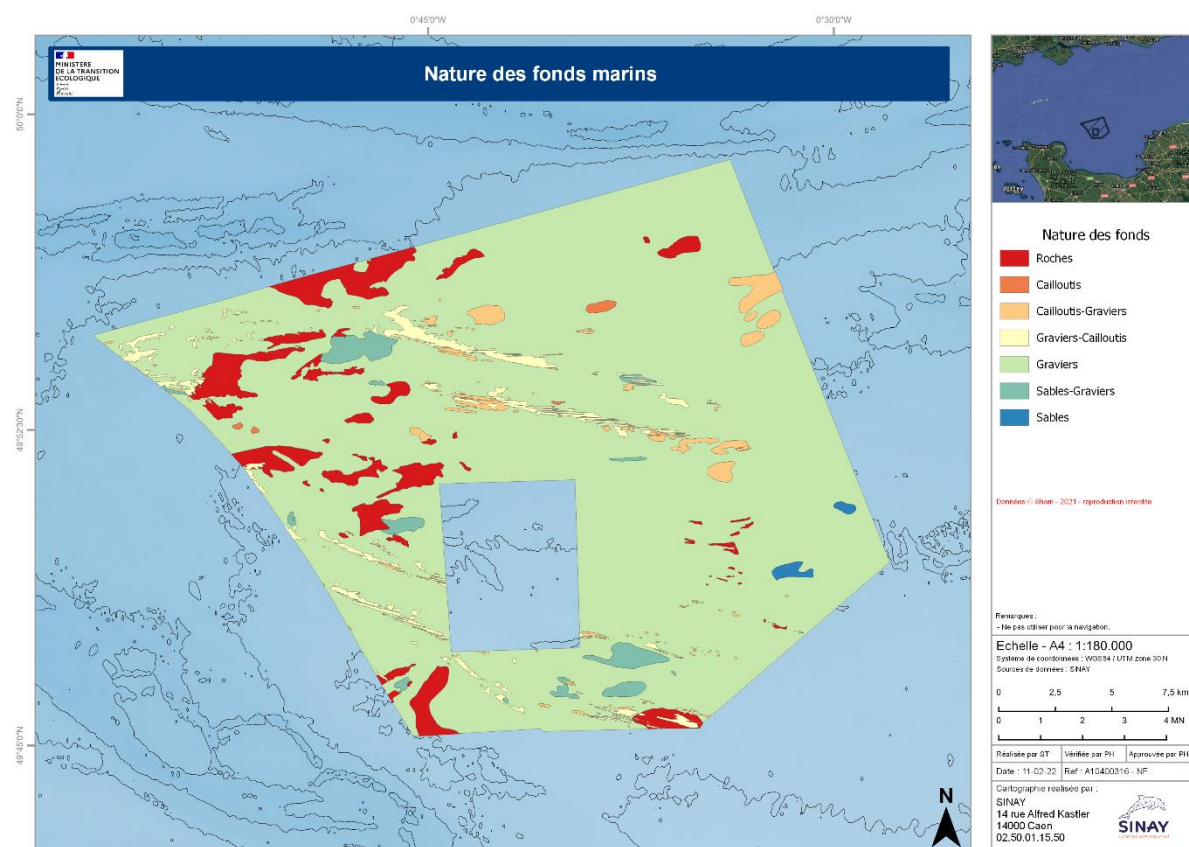 0°45'0"W
0°30'0"W
MINISTÈRE
DE LA TRANSITION
ÉCOLOGIQUE
Liberté
Égalité
Fraternité
Nature des fonds marins
50°0'0"N
49°52'30"N
49°45'0"N
N
JERSEY
Nature des fonds
Roches
Cailloutis
Cailloutis-Graviers
Graviers-Cailloutis
Graviers
Sables-Graviers
Sables
Données © Shom - 2021 - reproduction interdite
Remarques :
- Ne pas utiliser pour la navigation.
Echelle - A4 : 1:180.000
Système de coordonnées : WGS84 / UTM zone 30 N
Sources de données : SINAY
0 2,5 5 7,5 km
0 1 2 3 4 MN
Réalisée par ST Vérifiée par PH Approuvée par PH
Date : 11-02-22 Ref : A10400316 - NF
Cartographie réalisée par :
SINAY
14 rue Alfred Kastler
14000 Caen
02.50.01.15.50
SINAY